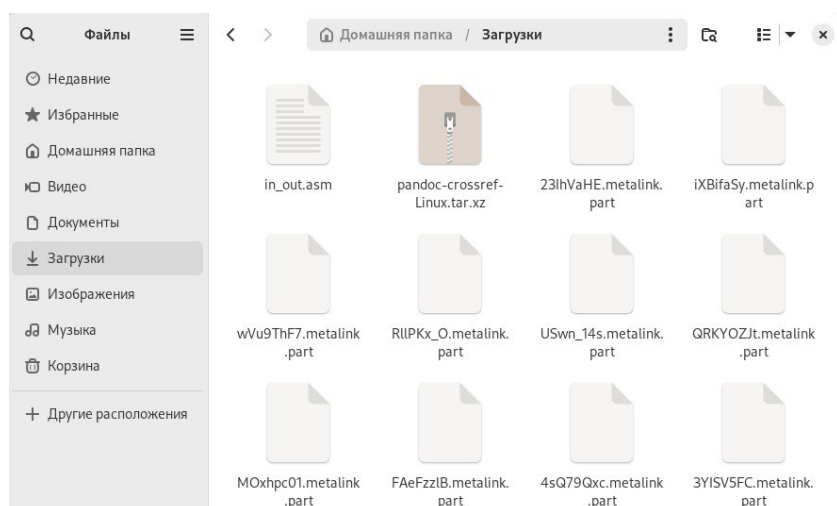 Файлы
Домашняя папка / Загрузки
Недавние
Избранные
Домашняя папка
Видео
Документы
Загрузки
Изображения
Музыка
Корзина
Другие расположения
in_out.asm
pandoc-crossref-
Linux.tar.xz
23IhVaHE.metalink.
part
iXBifaSy.metalink.p
art
wVu9ThF7.metalink
.part
RllPKx_O.metalink.
part
USwn_14s.metalink.
part
QRKYOZJt.metalink
.part
MOxhpc01.metalink
.part
FAeFzzlB.metalink.
part
4sQ79Qxc.metalink
.part
3YISV5FC.metalink.
part